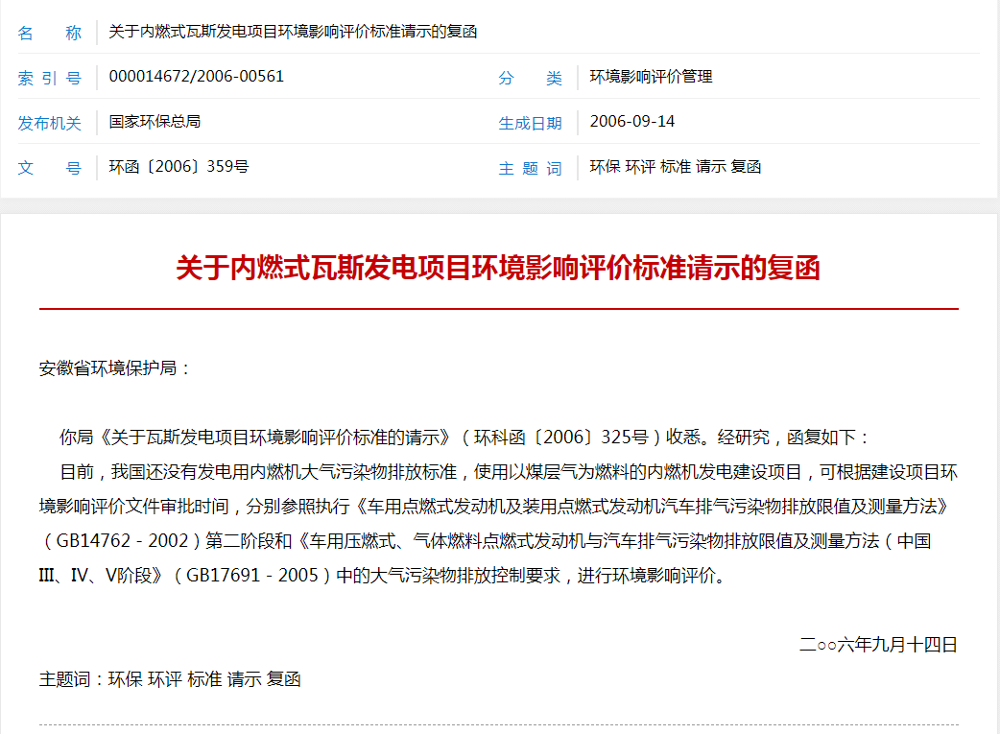 名 称 关于内燃式瓦斯发电项目环境影响评价标准请示的复函
索 引 号 000014672/2006-00561 分 类 环境影响评价管理
发布机关 国家环保总局 生成日期 2006-09-14
文 号 环函〔2006〕359号 主 题 词 环保 环评 标准 请示 复函
关于内燃式瓦斯发电项目环境影响评价标准请示的复函
安徽省环境保护局：
你局《关于瓦斯发电项目环境影响评价标准的请示》（环科函〔2006〕325号）收悉。经研究，函复如下：
目前，我国还没有发电用内燃机大气污染物排放标准，使用以煤层气为燃料的内燃机发电建设项目，可根据建设项目环
境影响评价文件审批时间，分别参照执行《车用点燃式发动机及装用点燃式发动机汽车排气污染物排放限值及测量方法》
（GB14762－2002）第二阶段和《车用压燃式、气体燃料点燃式发动机与汽车排气污染物排放限值及测量方法（中国
Ⅲ、Ⅳ、Ⅴ阶段》（GB17691－2005）中的大气污染物排放控制要求，进行环境影响评价。
二○○六年九月十四日
主题词：环保 环评 标准 请示 复函